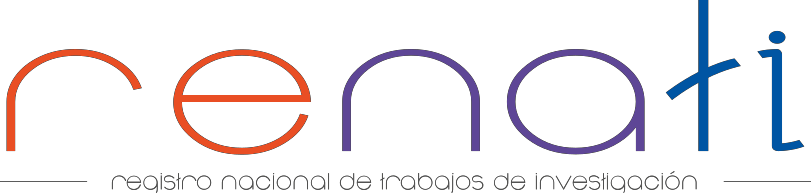 renati
registro nacional de trabajos de investigación